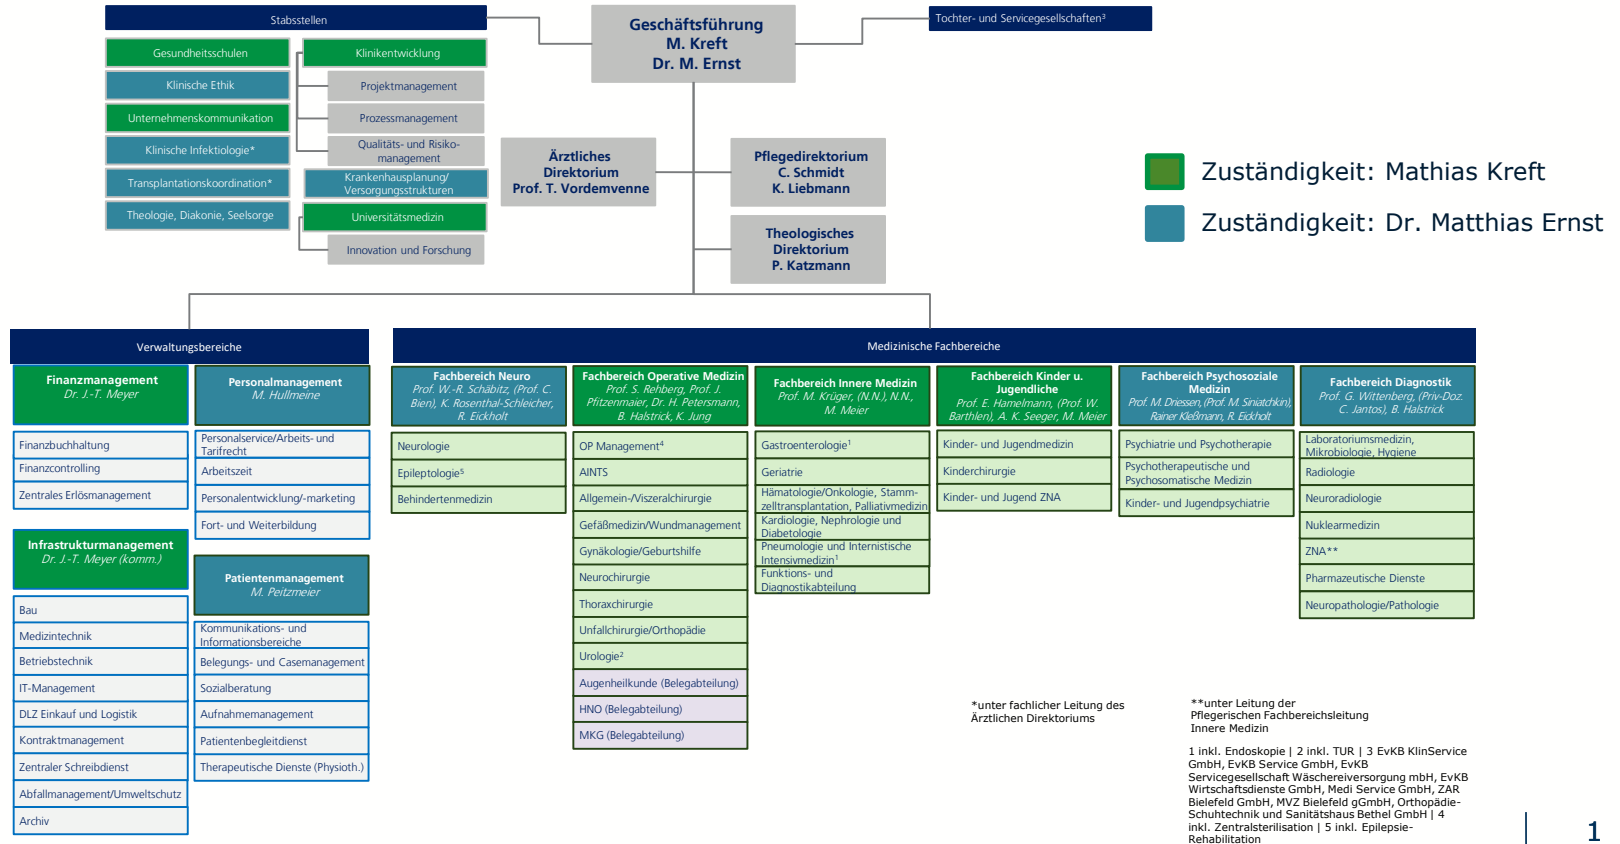 Stabsstellen
Geschäftsführung
M. Kreft
Dr. M. Ernst
Tochter- und Servicegesellschaften³
Gesundheitsschulen
Klinische Ethik
Unternehmenskommunikation
Klinische Infektiologie*
Transplantationskoordination*
Theologie, Diakonie, Seelsorge
Klinikentwicklung
Projektmanagement
Prozessmanagement
Qualitäts- und Risiko-
management
Krankenhausplanung/
Versorgungsstrukturen
Universitätsmedizin
Innovation und Forschung
Ärztliches
Direktorium
Prof. T. Vordemvenne
Pflegedirektorium
C. Schmidt
K. Liebmann
Theologisches
Direktorium
P. Katzmann
Zuständigkeit: Mathias Kreft
Zuständigkeit: Dr. Matthias Ernst
Verwaltungsbereiche
Finanzmanagement
Dr. J.-T. Meyer
Finanzbuchhaltung
Finanzcontrolling
Zentrales Erlösmanagement
Infrastrukturmanagement
Dr. J.-T. Meyer (komm.)
Bau
Medizintechnik
Betriebstechnik
IT-Management
DLZ Einkauf und Logistik
Kontraktmanagement
Zentraler Schreibdienst
Abfallmanagement/Umweltschutz
Archiv
Personalmanagement
M. Hullmeine
Personalservice/Arbeits- und
Tarifrecht
Arbeitszeit
Personalentwicklung/-marketing
Fort- und Weiterbildung
Patientenmanagement
M. Peitzmeier
Kommunikations- und
Informationsbereiche
Belegungs- und Casemanagement
Sozialberatung
Aufnahmemanagement
Patientenbegleitdienst
Therapeutische Dienste (Physioth.)
Medizinische Fachbereiche
Fachbereich Neuro
Prof. W.-R. Schäbitz, (Prof. C.
Bien), K. Rosenthal-Schleicher,
R. Eickholt
Neurologie
Epileptologie⁵
Behindertenmedizin
Fachbereich Operative Medizin
Prof. S. Rehberg, Prof. J.
Pfitzenmaier, Dr. H. Petersmann,
B. Halstrick, K. Jung
OP Management⁴
AINTS
Allgemein-/Viszeralchirurgie
Gefäßmedizin/Wundmanagement
Gynäkologie/Geburtshilfe
Neurochirurgie
Thoraxchirurgie
Unfallchirurgie/Orthopädie
Urologie²
Augenheilkunde (Belegabteilung)
HNO (Belegabteilung)
MKG (Belegabteilung)
Fachbereich Innere Medizin
Prof. M. Krüger, (N.N.), N.N.,
M. Meier
Gastroenterologie¹
Geriatrie
Hämatologie/Onkologie, Stamm-
zelltransplantation, Palliativmedizin
Kardiologie, Nephrologie und
Diabetologie
Pneumologie und Internistische
Intensivmedizin¹
Funktions- und
Diagnostikabteilung
Fachbereich Kinder u.
Jugendliche
Prof. E. Hamelmann, (Prof. W.
Barthlen), A. K. Seeger, M. Meier
Kinder- und Jugendmedizin
Kinderchirurgie
Kinder- und Jugend ZNA
Fachbereich Psychosoziale
Medizin
Prof. M. Driessen, (Prof. M. Siniatchkin),
Rainer Kleßmann, R. Eickholt
Psychiatrie und Psychotherapie
Psychotherapeutische und
Psychosomatische Medizin
Kinder- und Jugendpsychiatrie
Fachbereich Diagnostik
Prof. G. Wittenberg, (Priv-Doz.
C. Jantos), B. Halstrick
Laboratoriumsmedizin,
Mikrobiologie, Hygiene
Radiologie
Neuroradiologie
Nuklearmedizin
ZNA**
Pharmazeutische Dienste
Neuropathologie/Pathologie
*unter fachlicher Leitung des
Ärztlichen Direktoriums
**unter Leitung der
Pflegerischen Fachbereichsleitung
Innere Medizin
1 inkl. Endoskopie | 2 inkl. TUR | 3 EvKB KlinService
GmbH, EvKB Service GmbH, EvKB
Servicegesellschaft Wäschereiversorgung mbH, EvKB
Wirtschaftsdienste GmbH, Medi Service GmbH, ZAR
Bielefeld GmbH, MVZ Bielefeld gGmbH, Orthopädie-
Schuhtechnik und Sanitätshaus Bethel GmbH | 4
inkl. Zentralsterilisation | 5 inkl. Epilepsie-
Rehabilitation
1